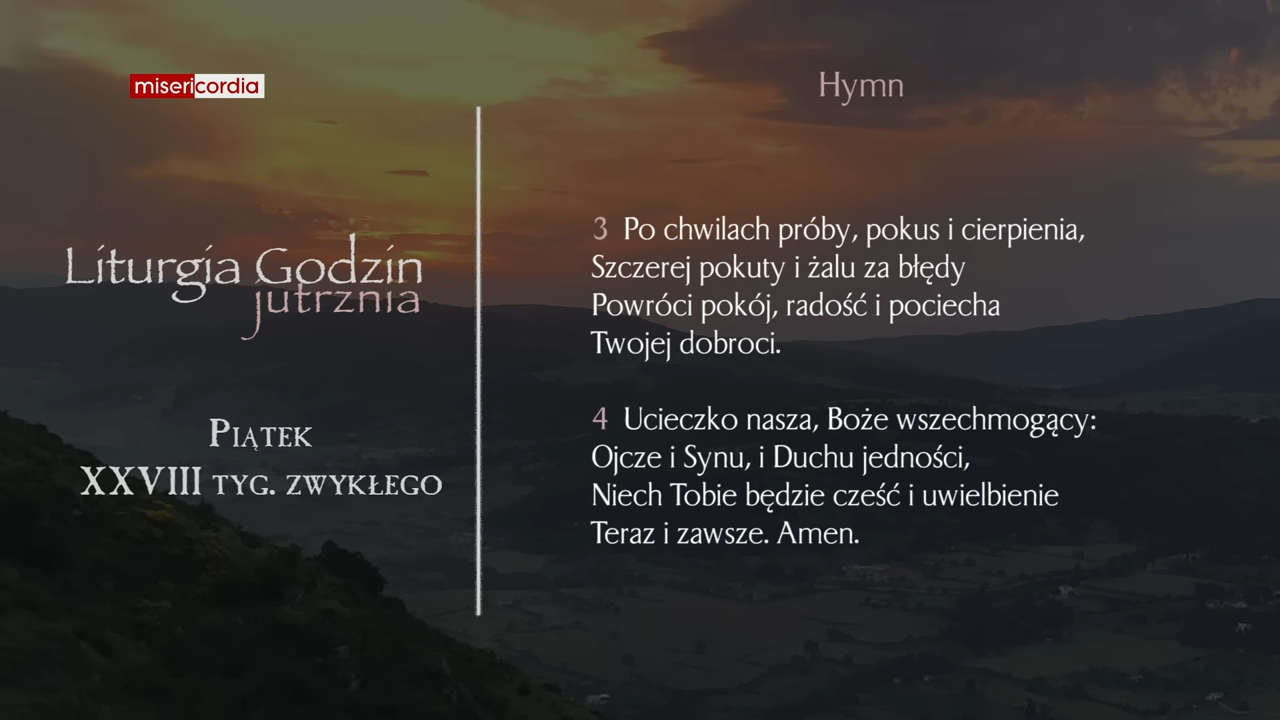 misericordia
Liturgia Godzin
jutrznia
Piątek
XXVIII tyg. zwykłego
Hymn
3 Po chwilach próby, pokus i cierpienia,
Szczerej pokuty i żalu za błędy
Powróci pokój, radość i pociecha
Twojej dobroci.
4 Ucieczko nasza, Boże wszechmogący:
Ojcze i Synu, i Duchu jedności,
Niech Tobie będzie cześć i uwielbienie
Teraz i zawsze. Amen.